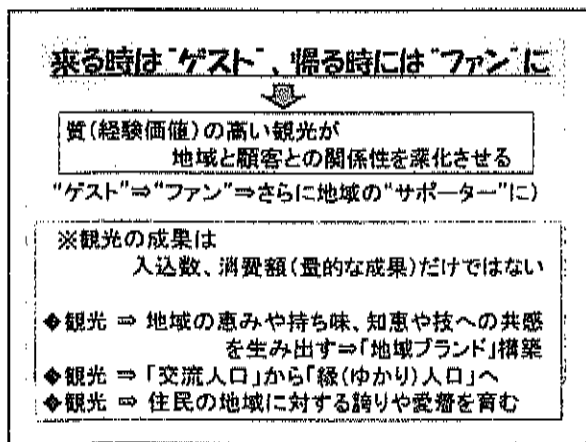 来る時は“ゲスト”、帰る時には“ファン”に
質(経験価値)の高い観光が
地域と顧客との関係性を深化させる
“ゲスト”⇒“ファン”⇒さらに地域の“サポーター”に)
※観光の成果は
入込数、消費額(量的な成果)だけではない
◆観光 ⇒ 地域の恵みや持ち味、知恵や技への共感
を生み出す⇒「地域ブランド」構築
◆観光 ⇒ 「交流人口」から「縁(ゆかり)人口」へ
◆観光 ⇒ 住民の地域に対する誇りや愛着を育む